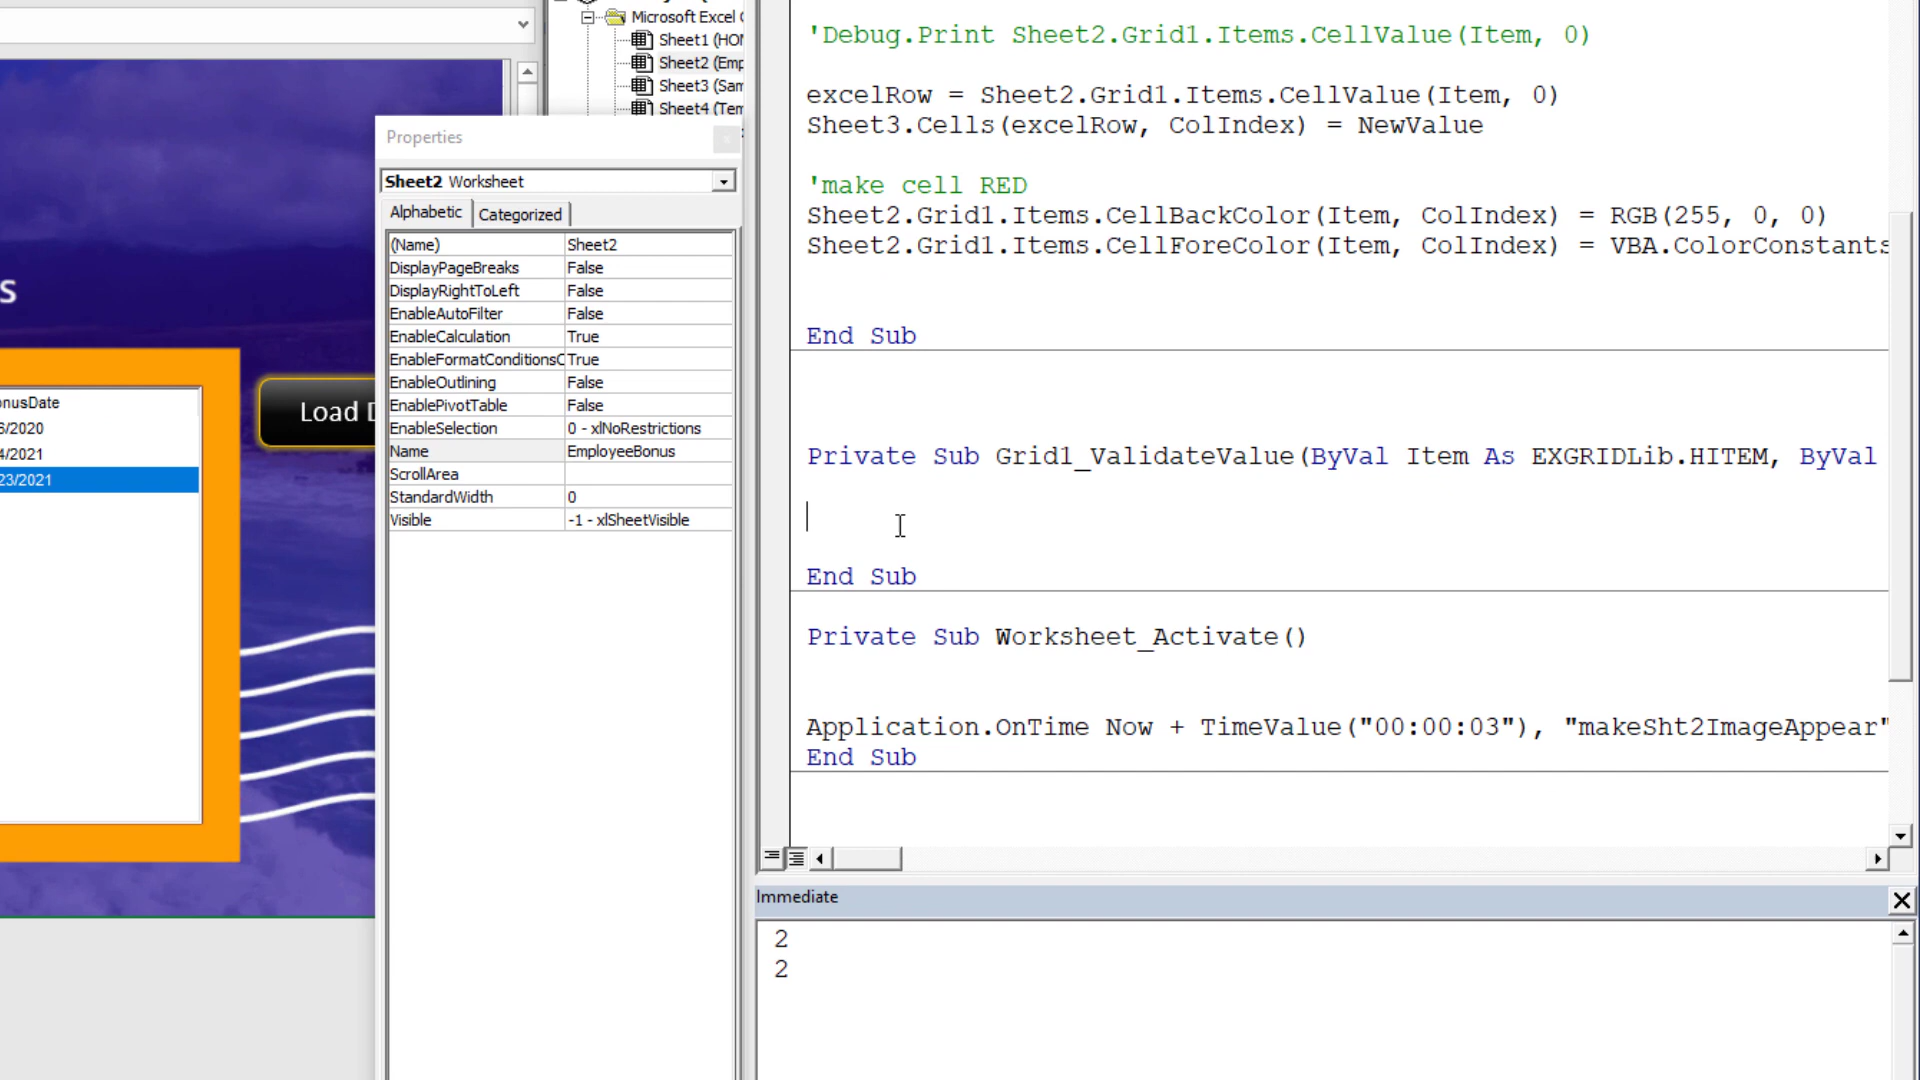 Microsoft Excel
Sheet1 (HO
Sheet2 (Emp
Sheet3 (Sam
Sheet4 (Tem
s
onusDate
6/2020
4/2021
23/2021
Load D
Properties
Sheet2 Worksheet
Alphabetic
Categorized
(Name) Sheet2
DisplayPageBreaks False
DisplayRightToLeft False
EnableAutoFilter False
EnableCalculation True
EnableFormatConditionsC True
EnableOutlining False
EnablePivotTable False
EnableSelection 0 - xlNoRestrictions
Name EmployeeBonus
ScrollArea
StandardWidth 0
Visible -1 - xlSheetVisible
'Debug.Print Sheet2.Grid1.Items.CellValue(Item, 0)
excelRow = Sheet2.Grid1.Items.CellValue(Item, 0)
Sheet3.Cells(excelRow, ColIndex) = NewValue
'make cell RED
Sheet2.Grid1.Items.CellBackColor(Item, ColIndex) = RGB(255, 0, 0)
Sheet2.Grid1.Items.CellForeColor(Item, ColIndex) = VBA.ColorConstants
End Sub
Private Sub Grid1_ValidateValue(ByVal Item As EXGRIDLib.HITEM, ByVal
End Sub
Private Sub Worksheet_Activate()
Application.OnTime Now + TimeValue("00:00:03"), "makeSht2ImageAppear"
End Sub
Immediate
2
2